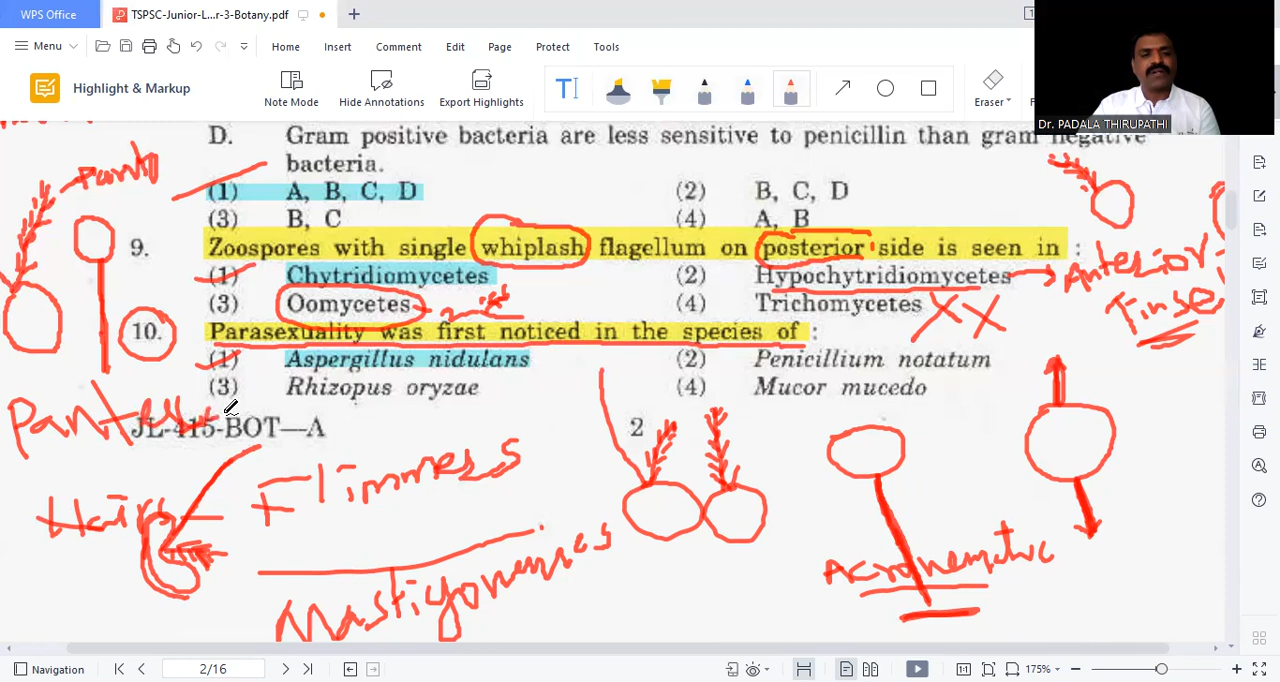 WPS Office
TSPSC-Junior-L...r-3-Botany.pdf
Menu
Home
Insert
Comment
Edit
Page
Protect
Tools
Highlight & Markup
Note Mode
Hide Annotations
Export Highlights
Eraser
Dr. PADALA THIRUPATHI
D. Gram positive bacteria are less sensitive to penicillin than gram negative
bacteria.
(1) A, B, C, D (2) B, C, D
(3) B, C (4) A, B
9. Zoospores with single whiplash flagellum on posterior side is seen in :
(1) Chytridiomycetes (2) Hypochytridiomycetes
(3) Oomycetes (4) Trichomycetes
10. Parasexuality was first noticed in the species of :
(1) Aspergillus nidulans (2) Penicillium notatum
(3) Rhizopus oryzae (4) Mucor mucedo
JL-415-BOT—A 2
Anterior
Tinse
Hairs
Flimmers
Mastigonemes
Acronematic
Navigation
2/16
175%